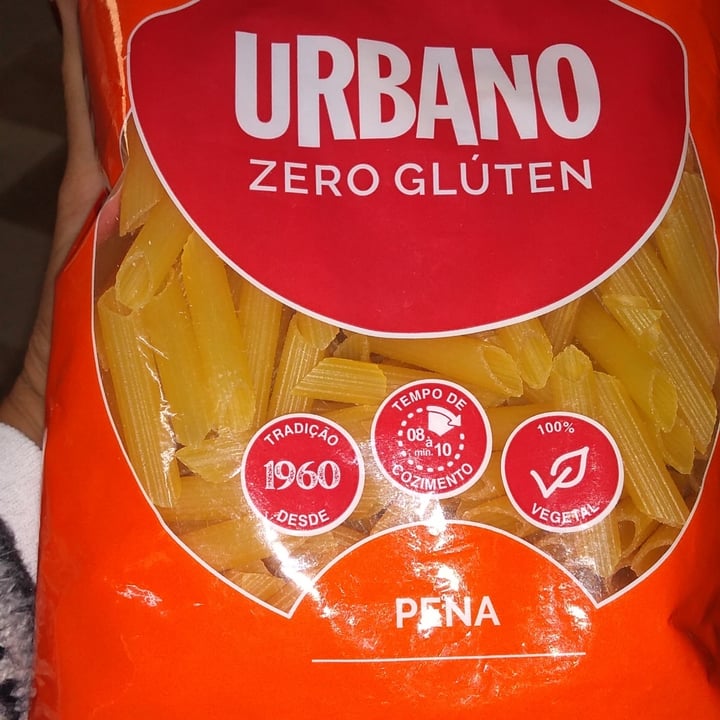 URBANO
ZERO GLÚTEN
TRADIÇÃO
1960
DESDE
TEMPO DE
08 à 10
min.
COZIMENTO
100%
VEGETAL
PENA